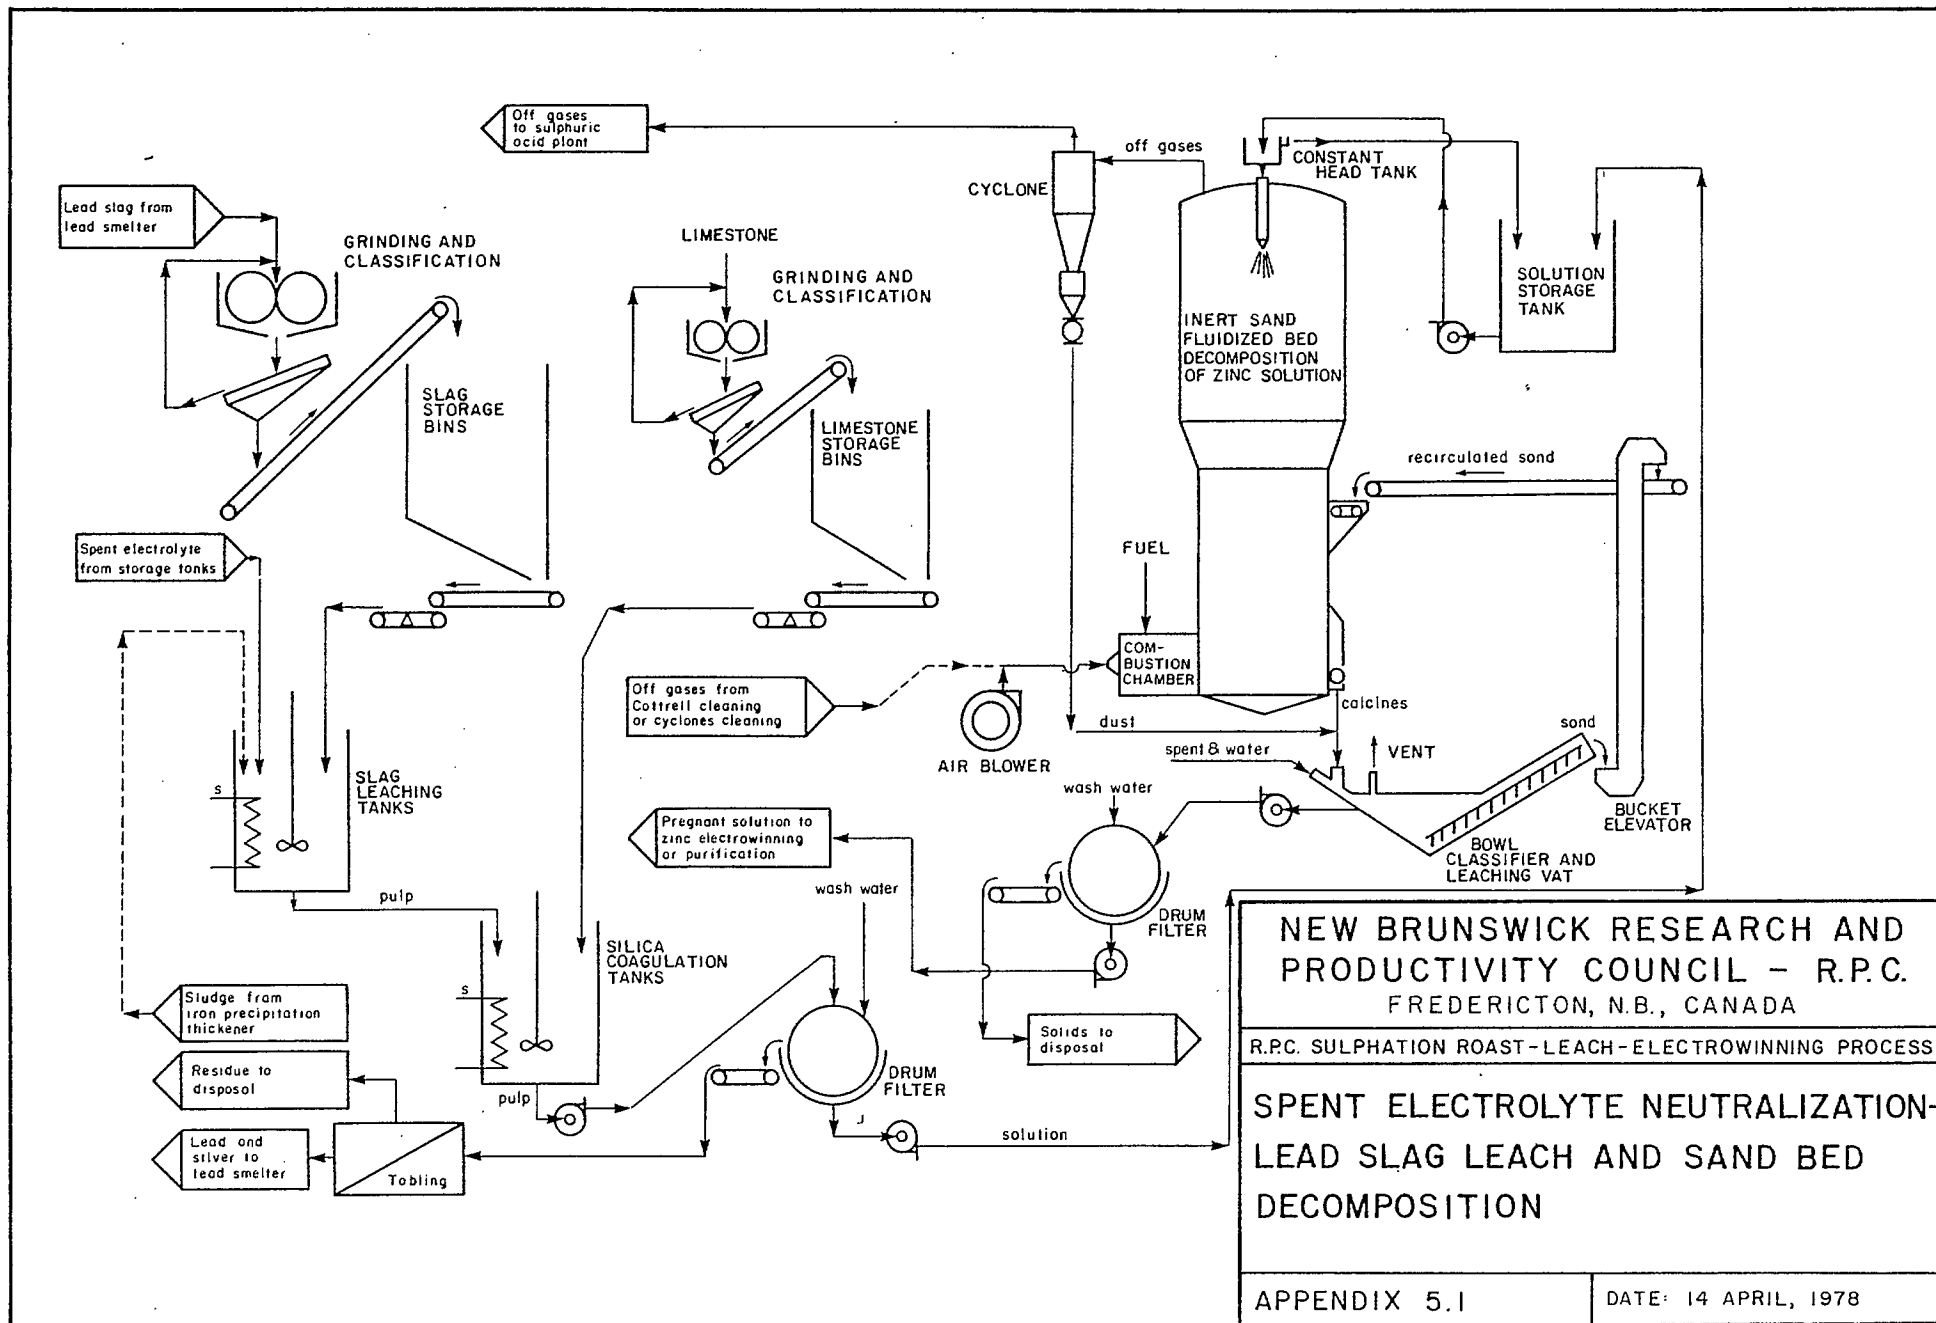 Off gases
to sulphuric
acid plant
off gases
CONSTANT
HEAD TANK
CYCLONE
Lead slag from
lead smelter
GRINDING AND
CLASSIFICATION
LIMESTONE
GRINDING AND
CLASSIFICATION
SOLUTION
STORAGE
TANK
INERT SAND
FLUIDIZED BED
DECOMPOSITION
OF ZINC SOLUTION
SLAG
STORAGE
BINS
LIMESTONE
STORAGE
BINS
recirculated sand
Spent electrolyte
from storage tanks
FUEL
COM-
BUSTION
CHAMBER
Off gases from
Cottrell cleaning
or cyclones cleaning
calcines
dust
sand
spent & water
VENT
AIR BLOWER
SLAG
LEACHING
TANKS
S
wash water
BUCKET
ELEVATOR
Pregnant solution to
zinc electrowinning
or purification
BOWL
CLASSIFIER AND
LEACHING VAT
pulp
wash water
DRUM
FILTER
SILICA
COAGULATION
TANKS
S
Sludge from
iron precipitation
thickener
Solids to
disposal
Residue to
disposal
DRUM
FILTER
pulp
solution
Lead and
silver to
lead smelter
Tabling
NEW BRUNSWICK RESEARCH AND
PRODUCTIVITY COUNCIL - R.P.C.
FREDERICTON, N.B., CANADA
R.P.C. SULPHATION ROAST-LEACH-ELECTROWINNING PROCESS
SPENT ELECTROLYTE NEUTRALIZATION-
LEAD SLAG LEACH AND SAND BED
DECOMPOSITION
APPENDIX 5.1
DATE: 14 APRIL, 1978